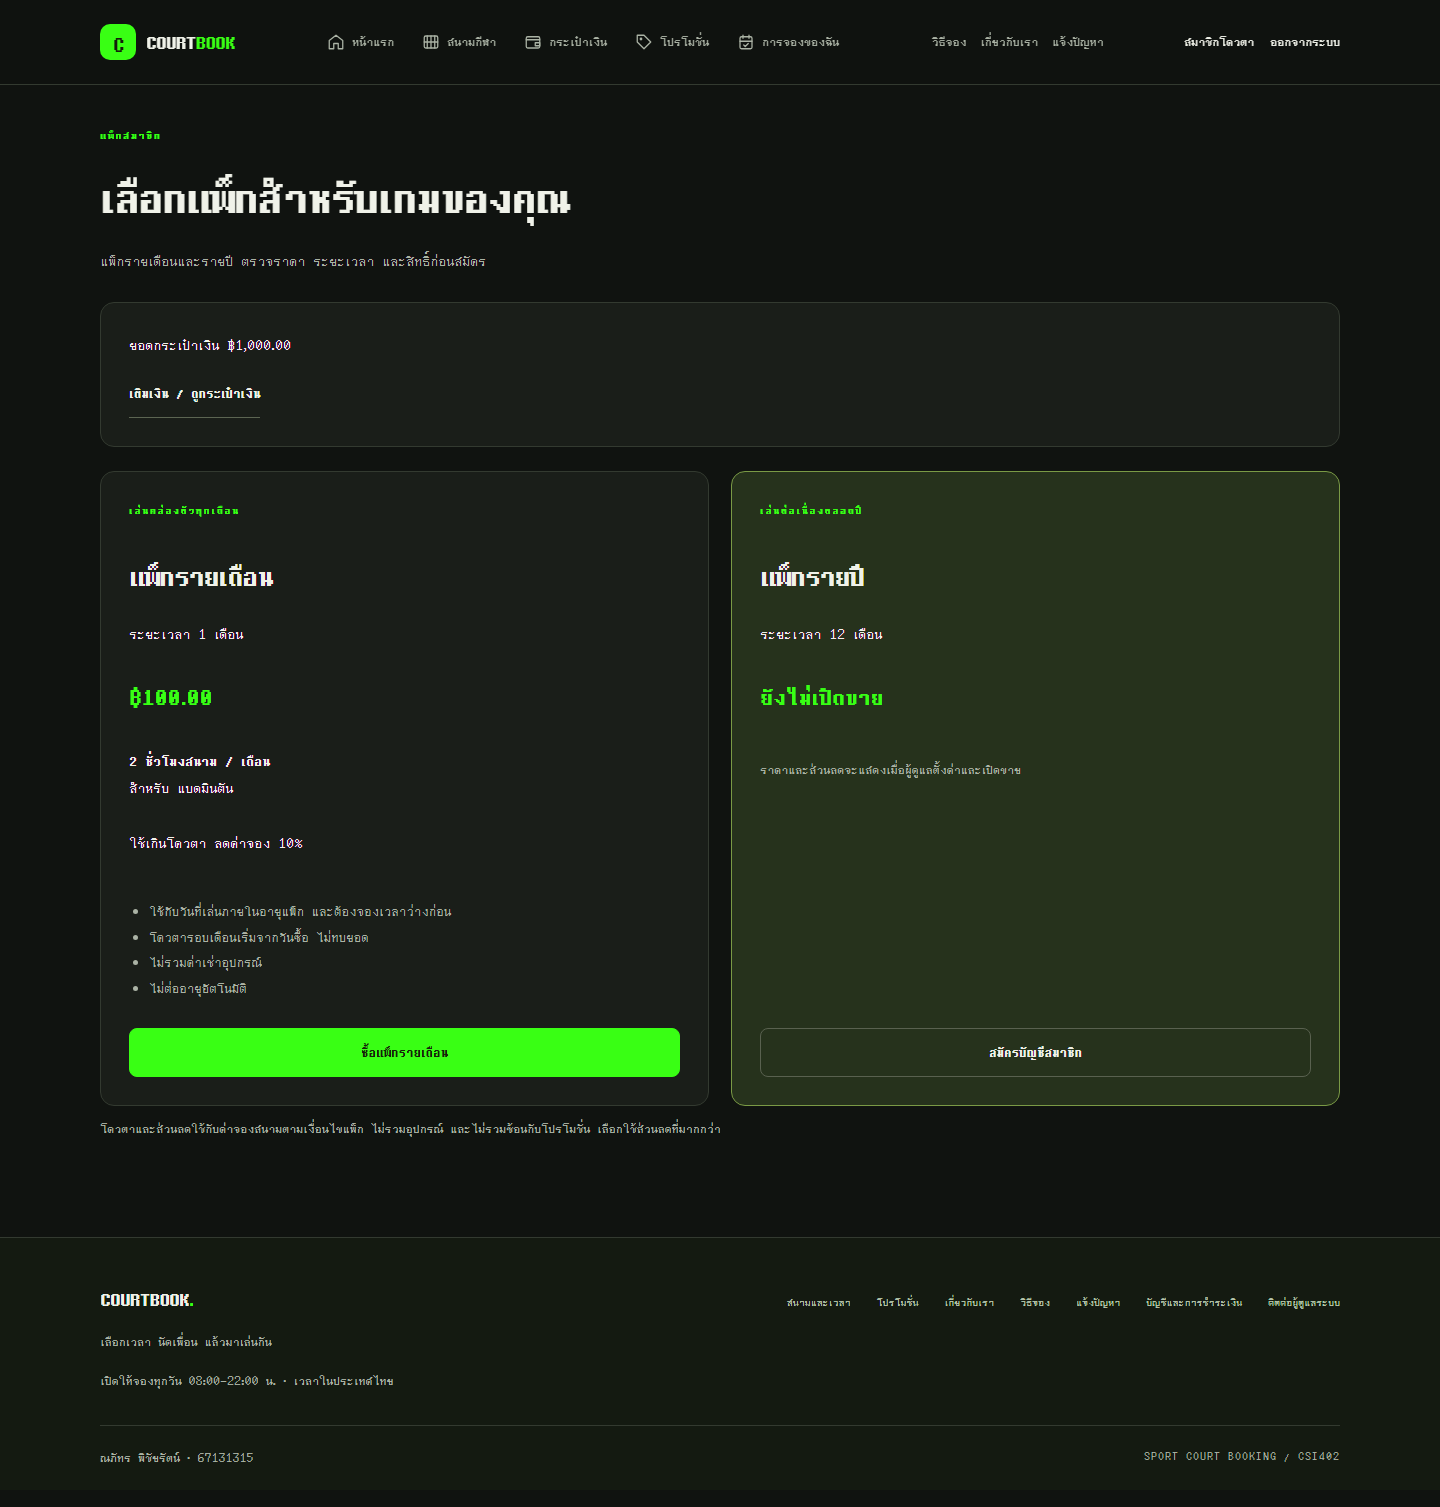 C COURTBOOK
หน้าแรก
สนามกีฬา
กระเป๋าเงิน
โปรโมชั่น
การจองของฉัน
วิธีจอง
เกี่ยวกับเรา
แจ้งปัญหา
สมาชิกโควตา
ออกจากระบบ
แพ็กสมาชิก
เลือกแพ็กสำหรับเกมของคุณ
แพ็กรายเดือนและรายปี ตรวจราคา ระยะเวลา และสิทธิ์ก่อนสมัคร
ยอดกระเป๋าเงิน ฿1,000.00
เติมเงิน / ดูกระเป๋าเงิน
เล่นคล่องตัวทุกเดือน
แพ็กรายเดือน
ระยะเวลา 1 เดือน
฿100.00
2 ชั่วโมงสนาม / เดือน
สำหรับ แบดมินตัน
ใช้เกินโควตา ลดค่าจอง 10%
ใช้กับวันที่เล่นภายในอายุแพ็ก และต้องจองเวลาว่างก่อน
โควตารอบเดือนเริ่มจากวันซื้อ ไม่ทบยอด
ไม่รวมค่าเช่าอุปกรณ์
ไม่ต่ออายุอัตโนมัติ
ซื้อแพ็กรายเดือน
เล่นต่อเนื่องตลอดปี
แพ็กรายปี
ระยะเวลา 12 เดือน
ยังไม่เปิดขาย
ราคาและส่วนลดจะแสดงเมื่อผู้ดูแลตั้งค่าและเปิดขาย
สมัครบัญชีสมาชิก
โควตาและส่วนลดใช้กับค่าจองสนามตามเงื่อนไขแพ็ก ไม่รวมอุปกรณ์ และไม่รวมซ้อนกับโปรโมชั่น เลือกใช้ส่วนลดที่มากกว่า
COURTBOOK.
สนามและเวลา
โปรโมชั่น
เกี่ยวกับเรา
วิธีจอง
แจ้งปัญหา
บัญชีและการชำระเงิน
ติดต่อผู้ดูแลระบบ
เลือกเวลา นัดเพื่อน แล้วมาเล่นกัน
เปิดให้จองทุกวัน 08:00–22:00 น. · เวลาในประเทศไทย
ณภัทร พิชัยรัตน์ · 67131315
SPORT COURT BOOKING / CSI402